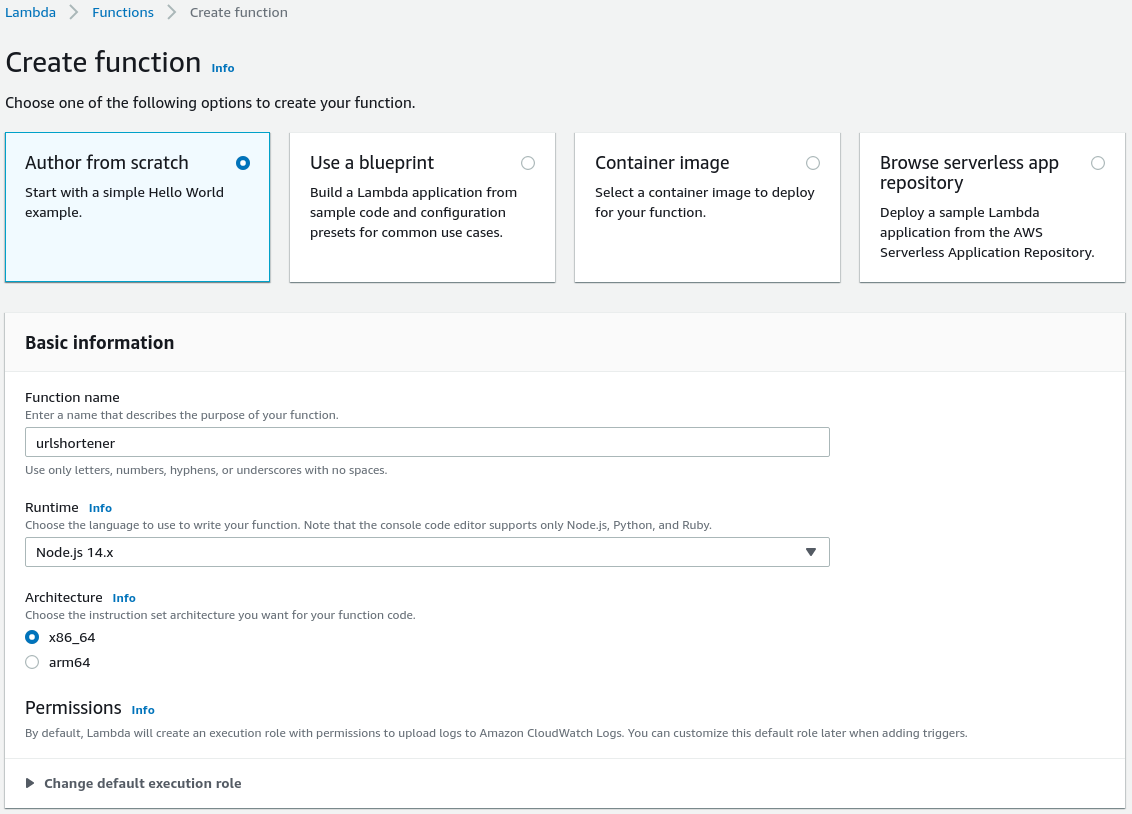 Lambda > Functions > Create function
Create function Info
Choose one of the following options to create your function.
Author from scratch
Start with a simple Hello World
example.
Use a blueprint
Build a Lambda application from
sample code and configuration
presets for common use cases.
Container image
Select a container image to deploy
for your function.
Browse serverless app
repository
Deploy a sample Lambda
application from the AWS
Serverless Application Repository.
Basic information
Function name
Enter a name that describes the purpose of your function.
urlshortener
Use only letters, numbers, hyphens, or underscores with no spaces.
Runtime Info
Choose the language to use to write your function. Note that the console code editor supports only Node.js, Python, and Ruby.
Node.js 14.x
Architecture Info
Choose the instruction set architecture you want for your function code.
x86_64
arm64
Permissions Info
By default, Lambda will create an execution role with permissions to upload logs to Amazon CloudWatch Logs. You can customize this default role later when adding triggers.
Change default execution role